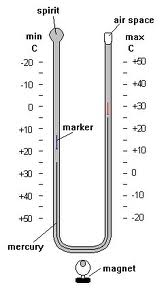 spirit
air space
min
C
max
C
-20
+50
-10
+40
0
+30
marker
+10
+20
+20
+10
+30
0
+40
-10
+50
-20
mercury
magnet